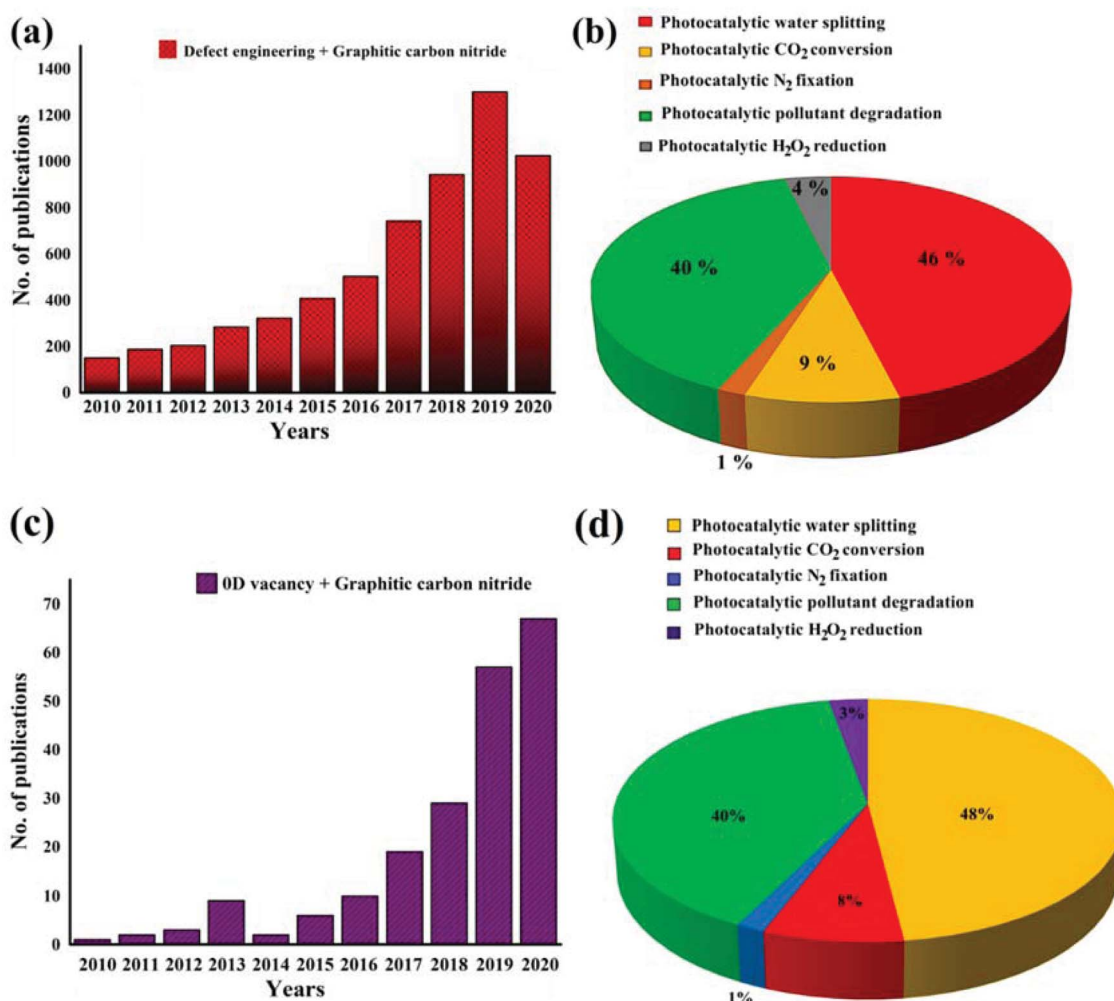 (a)
Defect engineering + Graphitic carbon nitride
1400
1200
1000
800
600
400
200
0
No. of publications
2010 2011 2012 2013 2014 2015 2016 2017 2018 2019 2020
Years
(b)
Photocatalytic water splitting
Photocatalytic CO₂ conversion
Photocatalytic N₂ fixation
Photocatalytic pollutant degradation
Photocatalytic H₂O₂ reduction
4 %
40 %
46 %
9 %
1 %
(c)
0D vacancy + Graphitic carbon nitride
70
60
50
40
30
20
10
0
No. of publications
2010 2011 2012 2013 2014 2015 2016 2017 2018 2019 2020
Years
(d)
Photocatalytic water splitting
Photocatalytic CO₂ conversion
Photocatalytic N₂ fixation
Photocatalytic pollutant degradation
Photocatalytic H₂O₂ reduction
3%
40%
48%
8%
1%